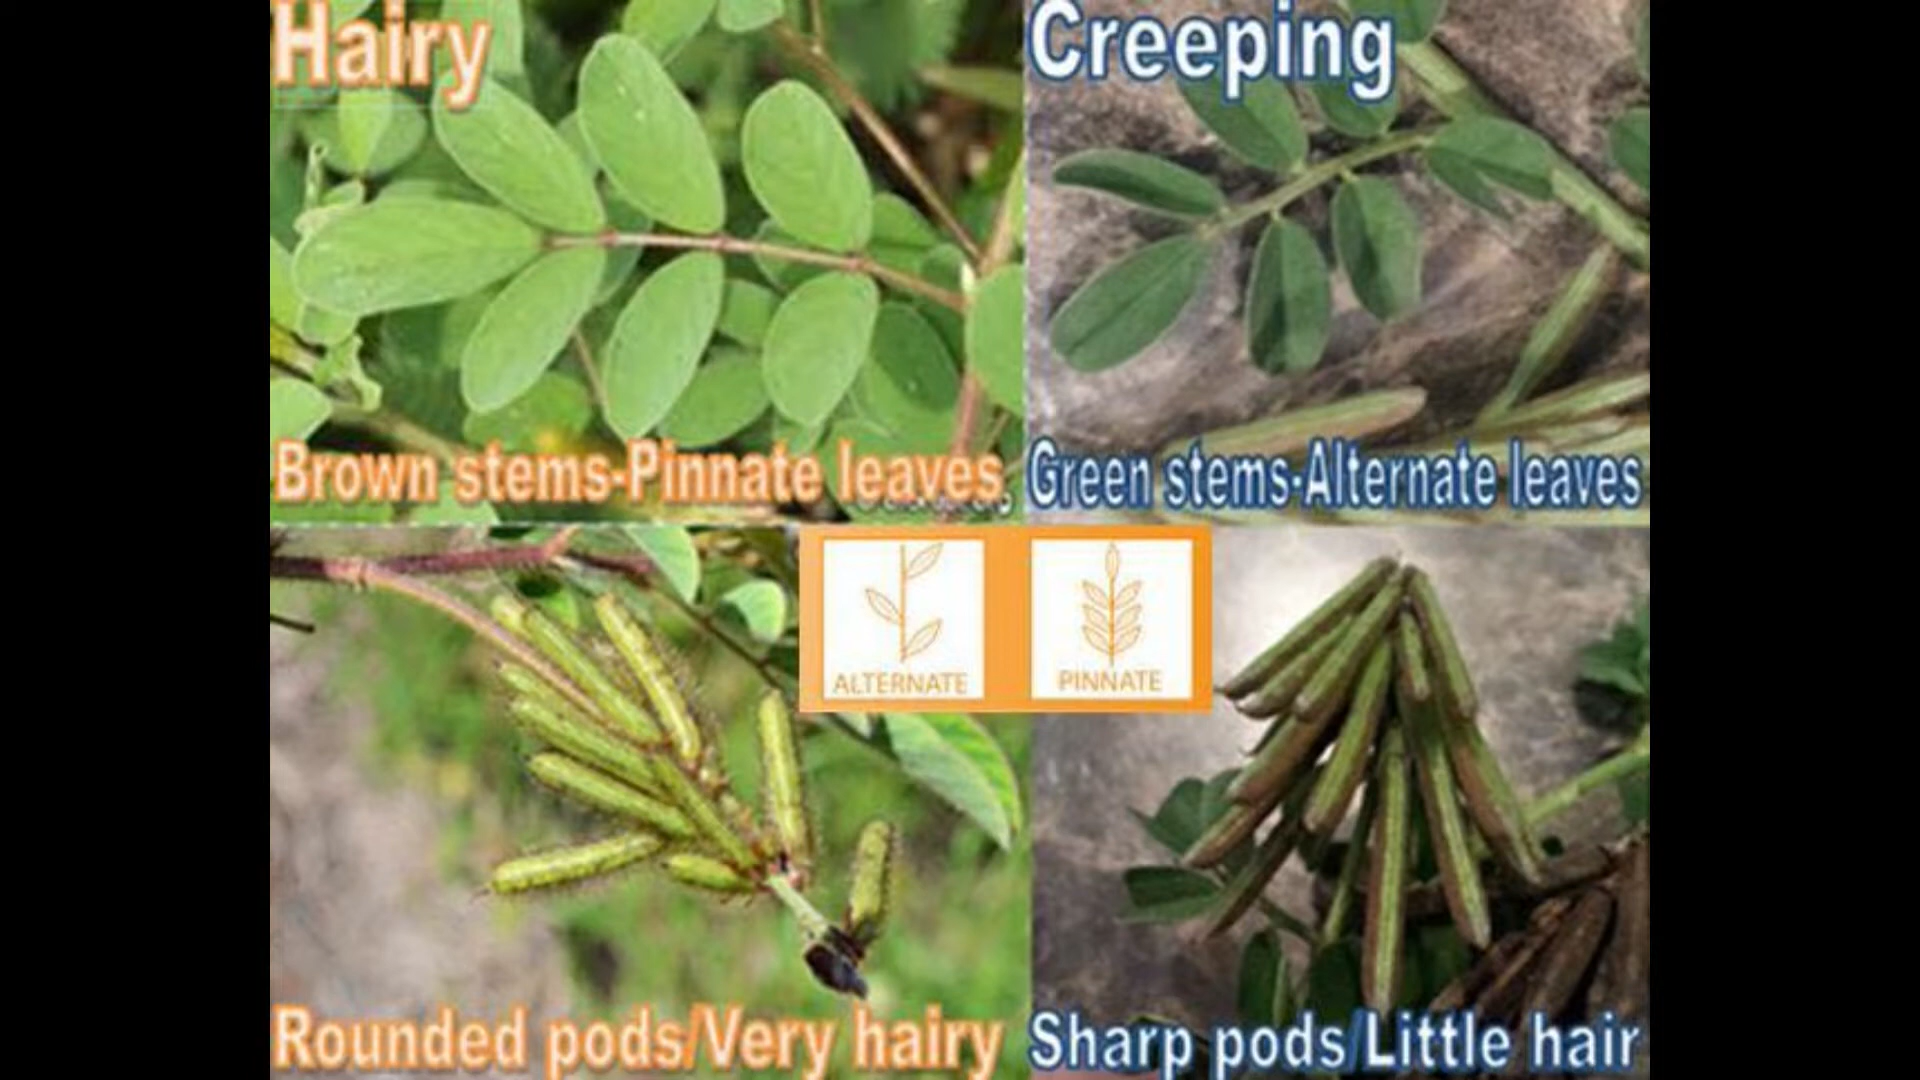 Hairy
Creeping
Brown stems-Pinnate leaves
Green stems-Alternate leaves
ALTERNATE
PINNATE
Rounded pods/Very hairy
Sharp pods/Little hair